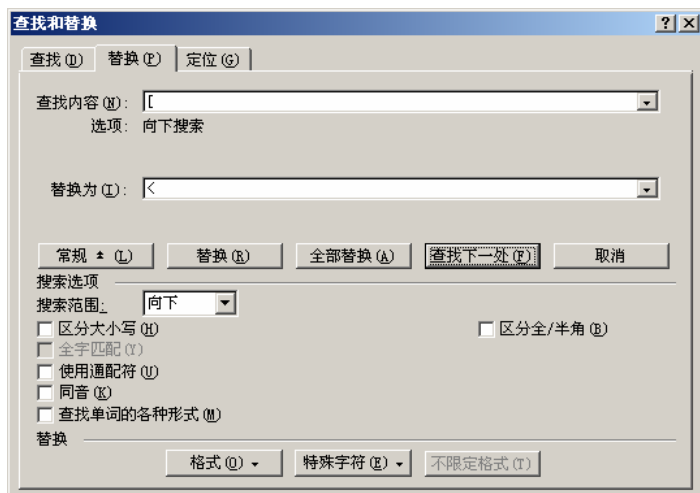 查找和替换
查找(D) 替换(P) 定位(G)
查找内容(N): [
选项: 向下搜索
替换为(I): <
常规 (L) 替换(R) 全部替换(A) 查找下一处(F) 取消
搜索选项
搜索范围: 向下
区分大小写(H) 区分全/半角(B)
全字匹配(Y)
使用通配符(U)
同音(K)
查找单词的各种形式(M)
替换
格式(O) 特殊字符(E) 不限定格式(T)